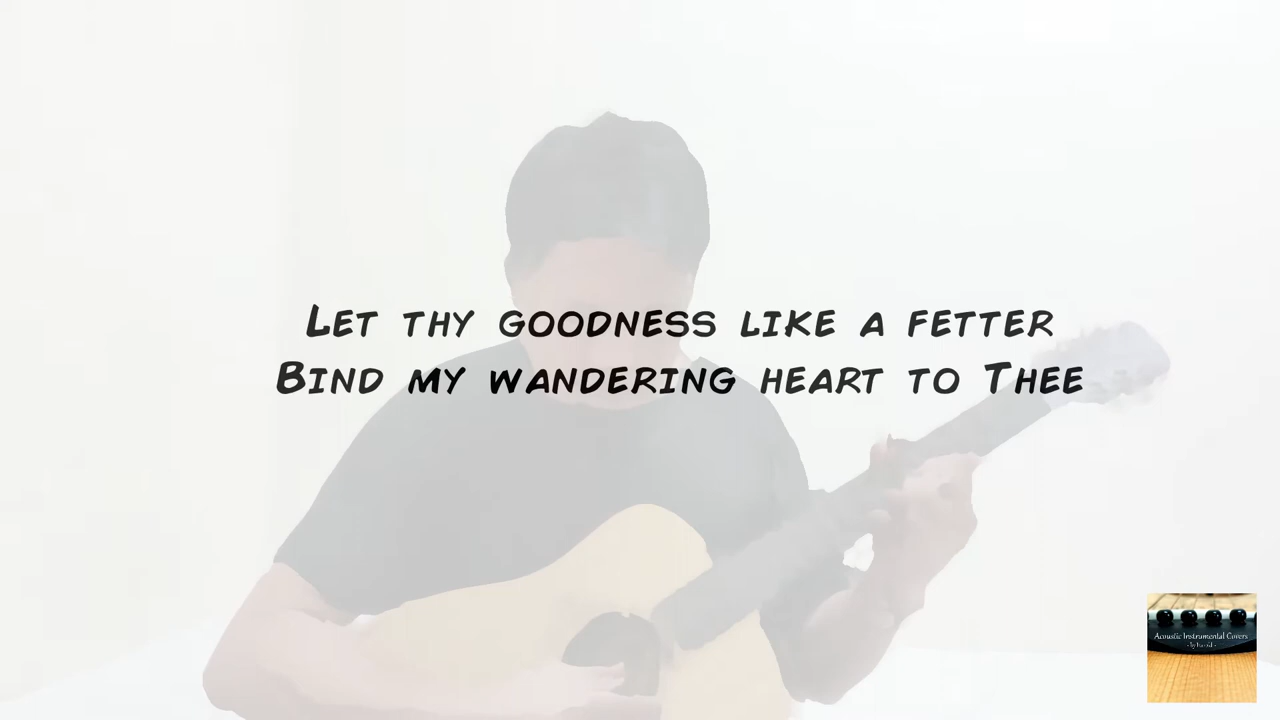 Let thy goodness like a fetter
Bind my wandering heart to Thee
Acoustic Instrumental Covers